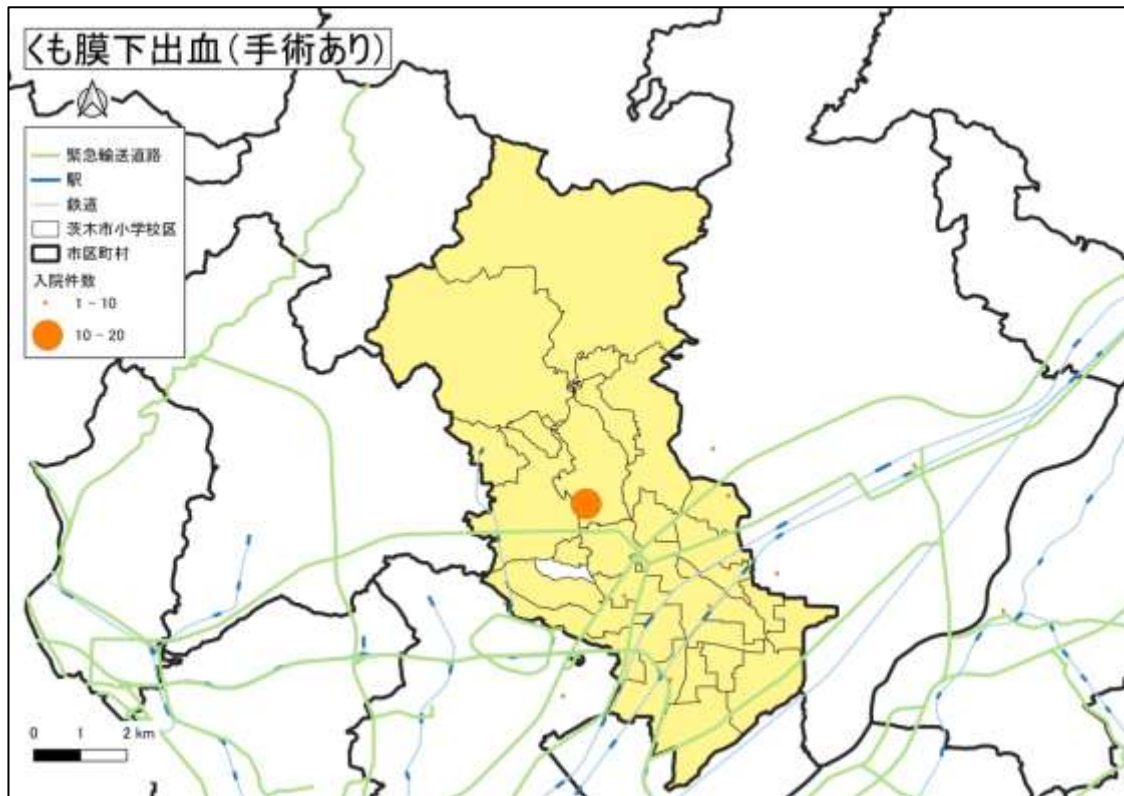 くも膜下出血(手術あり)
緊急輸送道路
駅
鉄道
茨木市小学校区
市区町村
入院件数
1 - 10
10 - 20
0 1 2 km